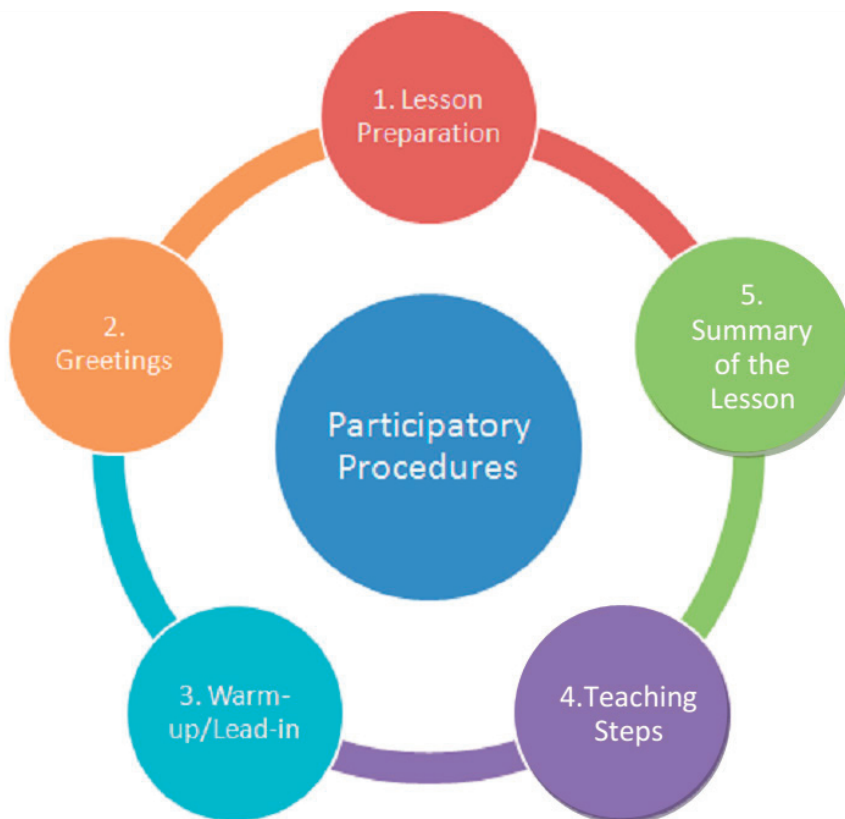 1. Lesson
Preparation
2.
Greetings
3. Warm-
up/Lead-in
4.Teaching
Steps
5.
Summary
of the
Lesson
Participatory
Procedures